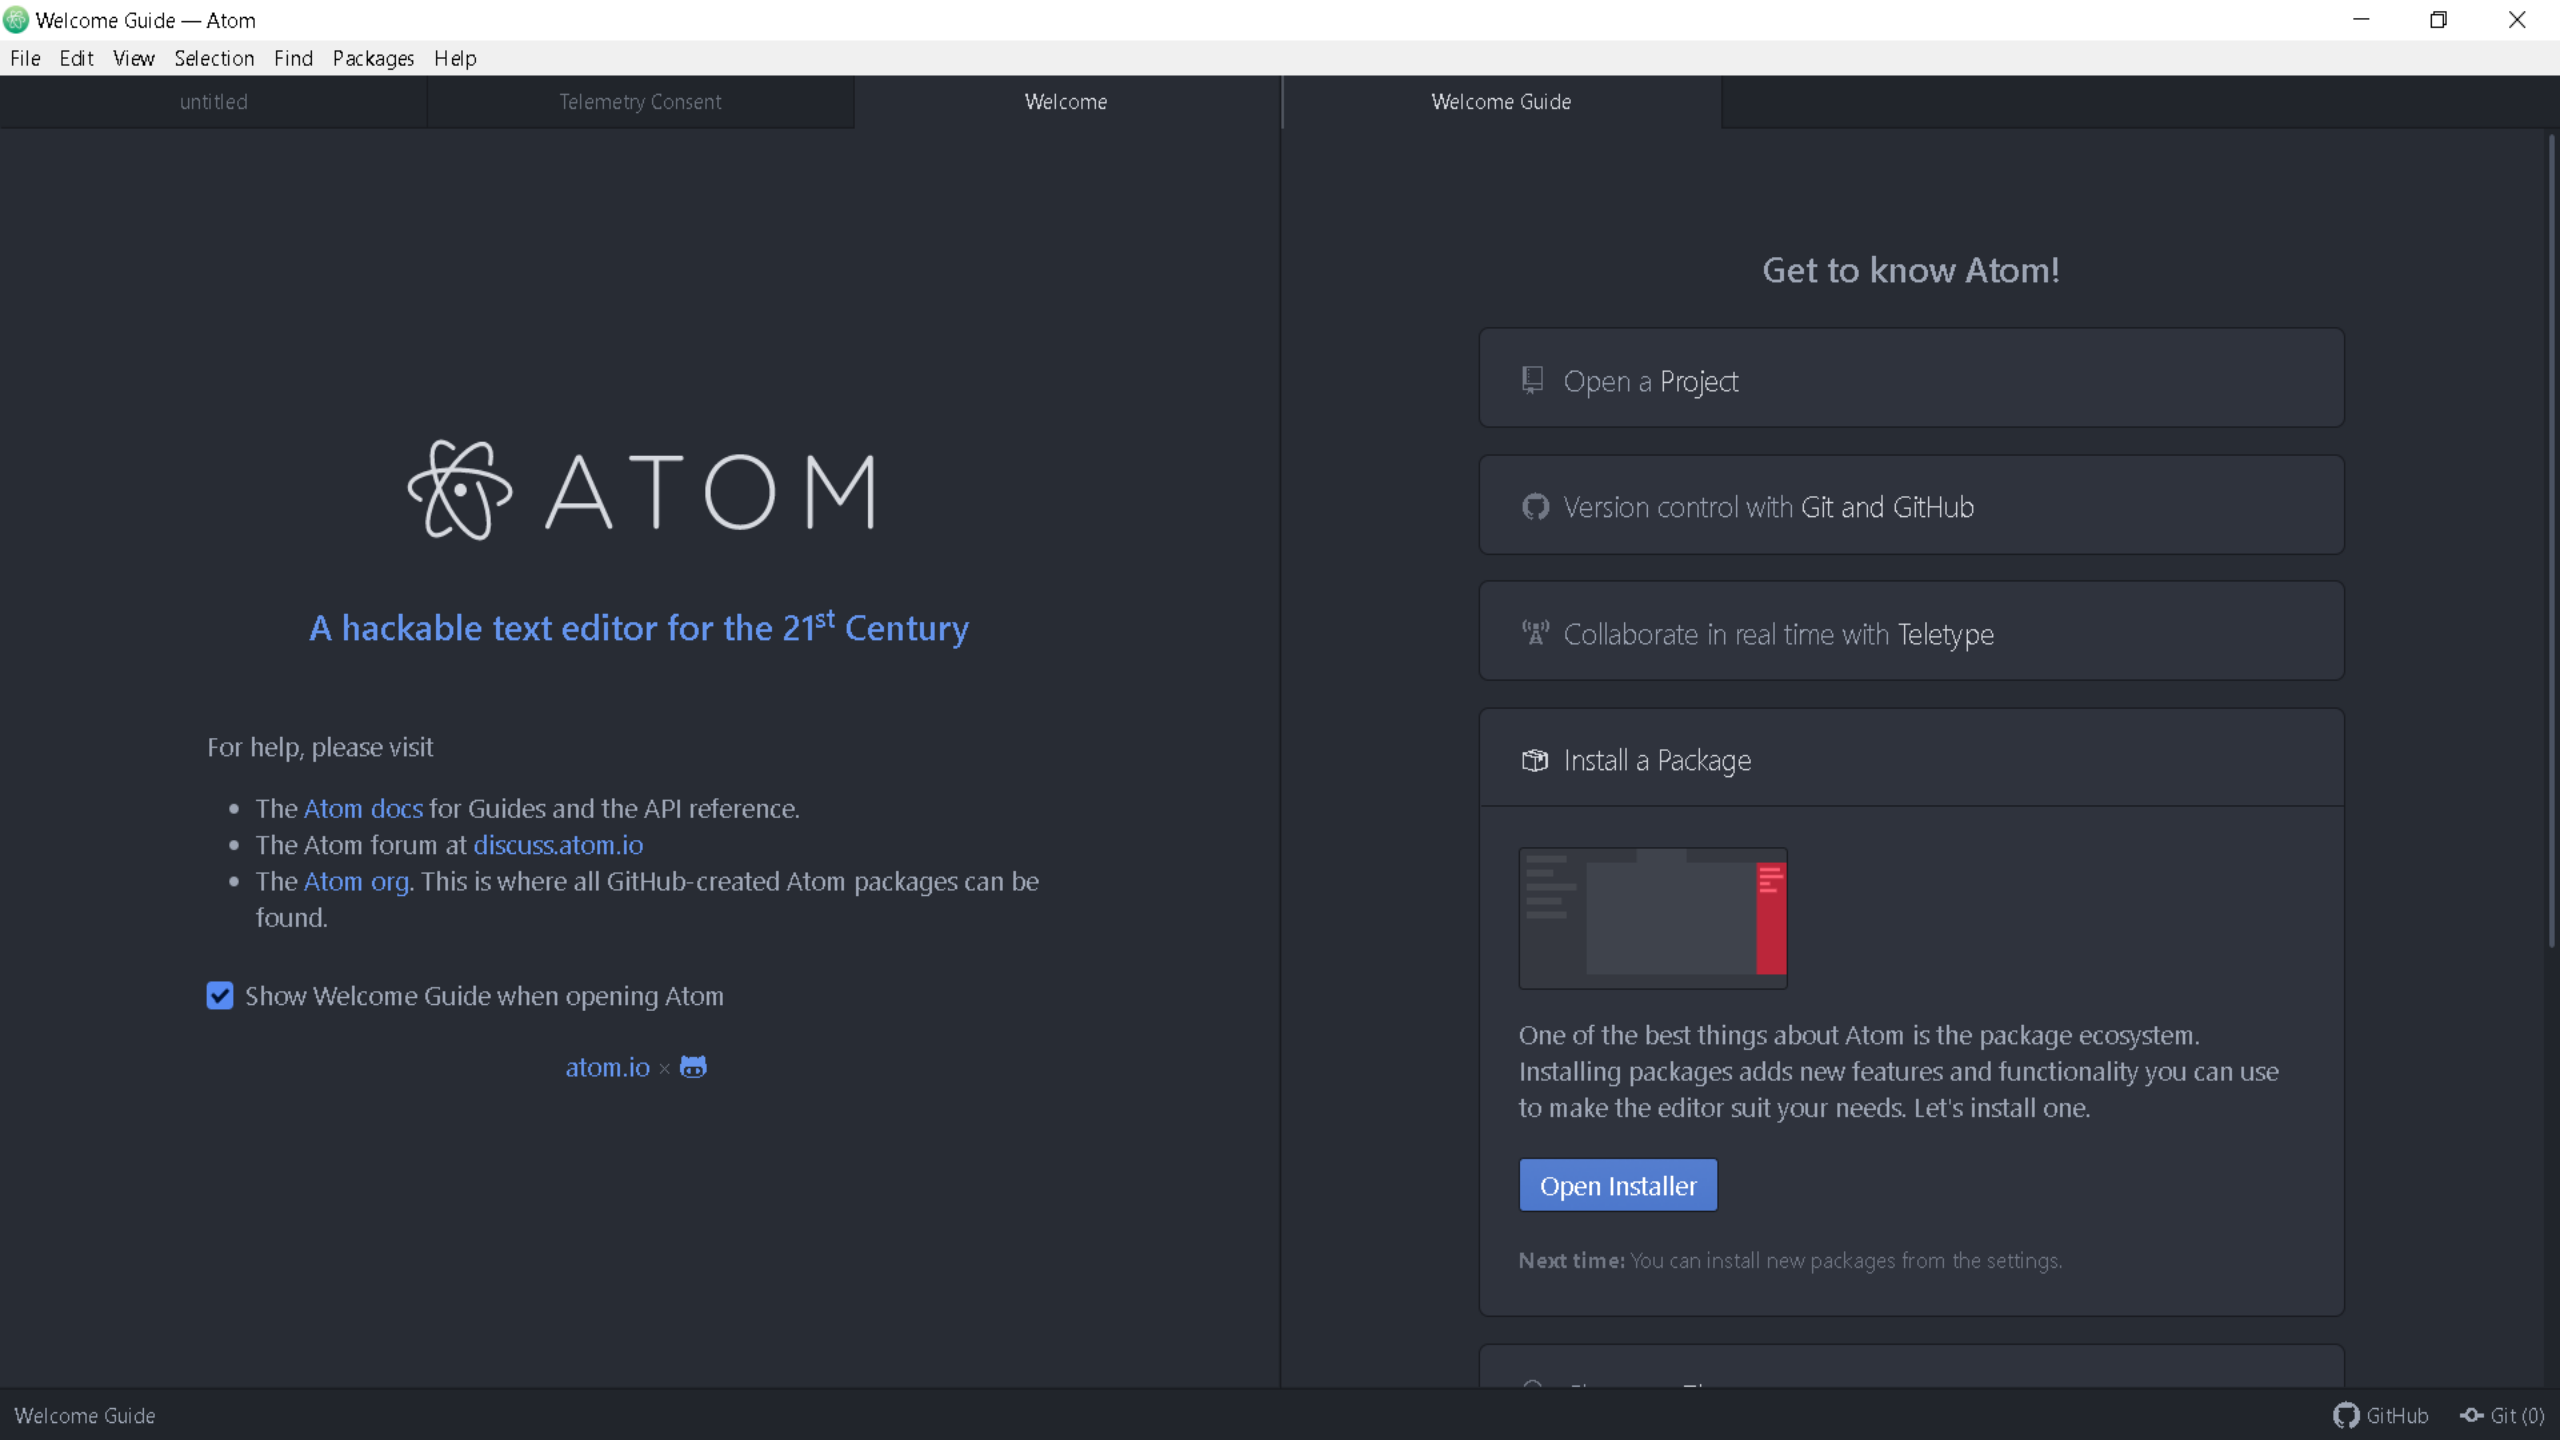 Welcome Guide — Atom
File Edit View Selection Find Packages Help
untitled Telemetry Consent Welcome Welcome Guide
ATOM
A hackable text editor for the 21st Century
For help, please visit
The Atom docs for Guides and the API reference.
The Atom forum at discuss.atom.io
The Atom org. This is where all GitHub-created Atom packages can be
found.
Show Welcome Guide when opening Atom
atom.io ×
Get to know Atom!
Open a Project
Version control with Git and GitHub
Collaborate in real time with Teletype
Install a Package
One of the best things about Atom is the package ecosystem.
Installing packages adds new features and functionality you can use
to make the editor suit your needs. Let's install one.
Open Installer
Next time: You can install new packages from the settings.
Welcome Guide
GitHub Git (0)